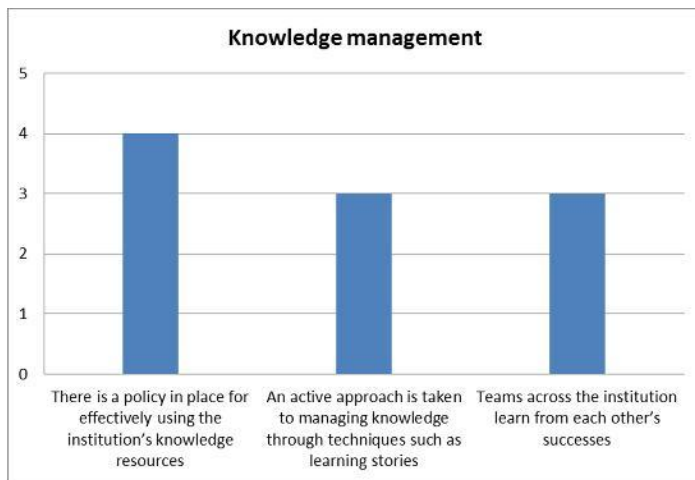 Knowledge management
5
4
3
2
1
0
There is a policy in place for
effectively using the
institution’s knowledge
resources
An active approach is taken
to managing knowledge
through techniques such as
learning stories
Teams across the institution
learn from each other’s
successes